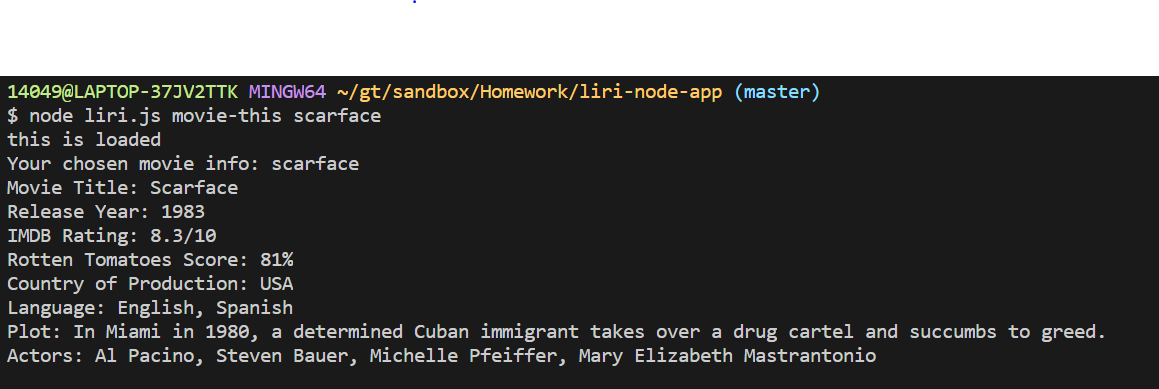 14049@LAPTOP-37JV2TTK MINGW64 ~/gt/sandbox/Homework/liri-node-app (master)
$ node liri.js movie-this scarface
this is loaded
Your chosen movie info: scarface
Movie Title: Scarface
Release Year: 1983
IMDB Rating: 8.3/10
Rotten Tomatoes Score: 81%
Country of Production: USA
Language: English, Spanish
Plot: In Miami in 1980, a determined Cuban immigrant takes over a drug cartel and succumbs to greed.
Actors: Al Pacino, Steven Bauer, Michelle Pfeiffer, Mary Elizabeth Mastrantonio